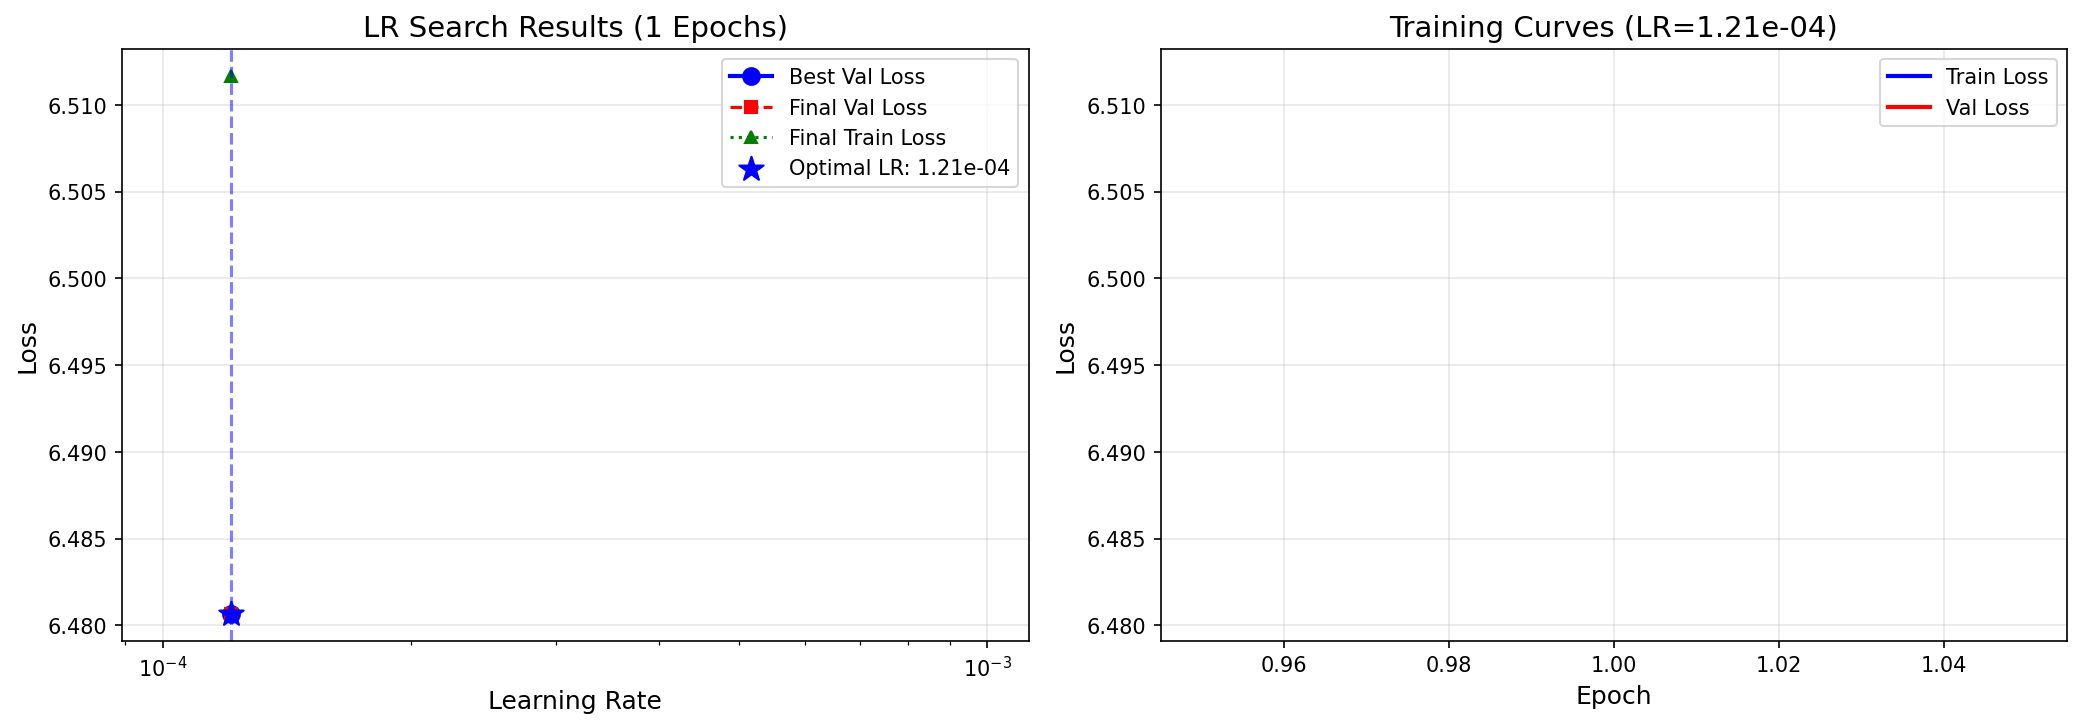 LR Search Results (1 Epochs)
Best Val Loss
Final Val Loss
Final Train Loss
Optimal LR: 1.21e-04
6.510
6.505
6.500
6.495
6.490
6.485
6.480
Loss
10⁻⁴
10⁻³
Learning Rate
Training Curves (LR=1.21e-04)
Train Loss
Val Loss
6.510
6.505
6.500
6.495
6.490
6.485
6.480
Loss
0.96
0.98
1.00
1.02
1.04
Epoch